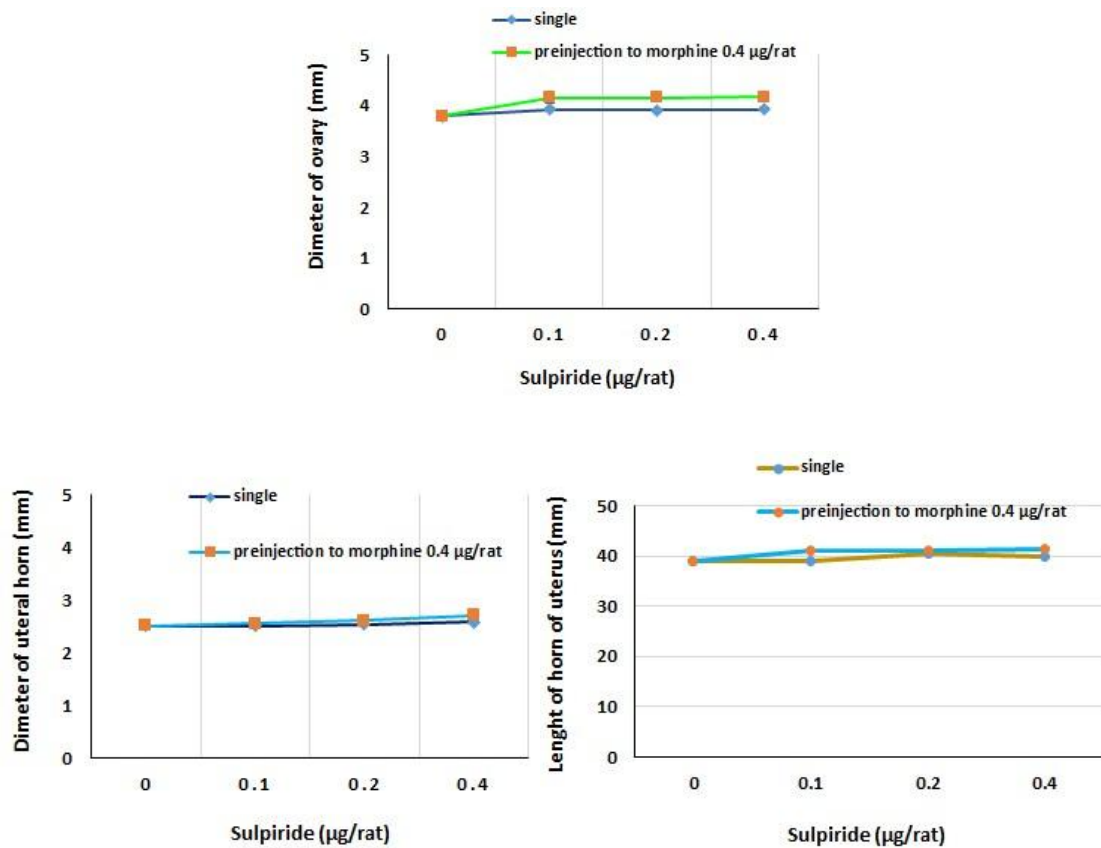 single
preinjection to morphine 0.4 µg/rat
Dimeter of ovary (mm)
5
4
3
2
1
0
0 0.1 0.2 0.4
Sulpiride (µg/rat)
single
preinjection to morphine 0.4 µg/rat
Dimeter of uteral horn (mm)
5
4
3
2
1
0
0 0.1 0.2 0.4
Sulpiride (µg/rat)
single
preinjection to morphine 0.4 µg/rat
Lenght of horn of uterus (mm)
50
40
30
20
10
0
0 0.1 0.2 0.4
Sulpiride (µg/rat)